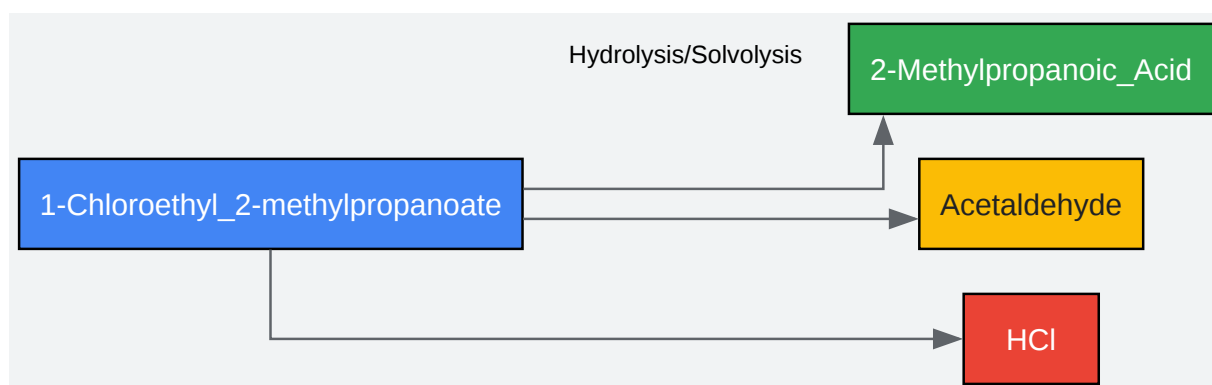 Hydrolysis/Solvolysis
2-Methylpropanoic_Acid
1-Chloroethyl_2-methylpropanoate
Acetaldehyde
HCl